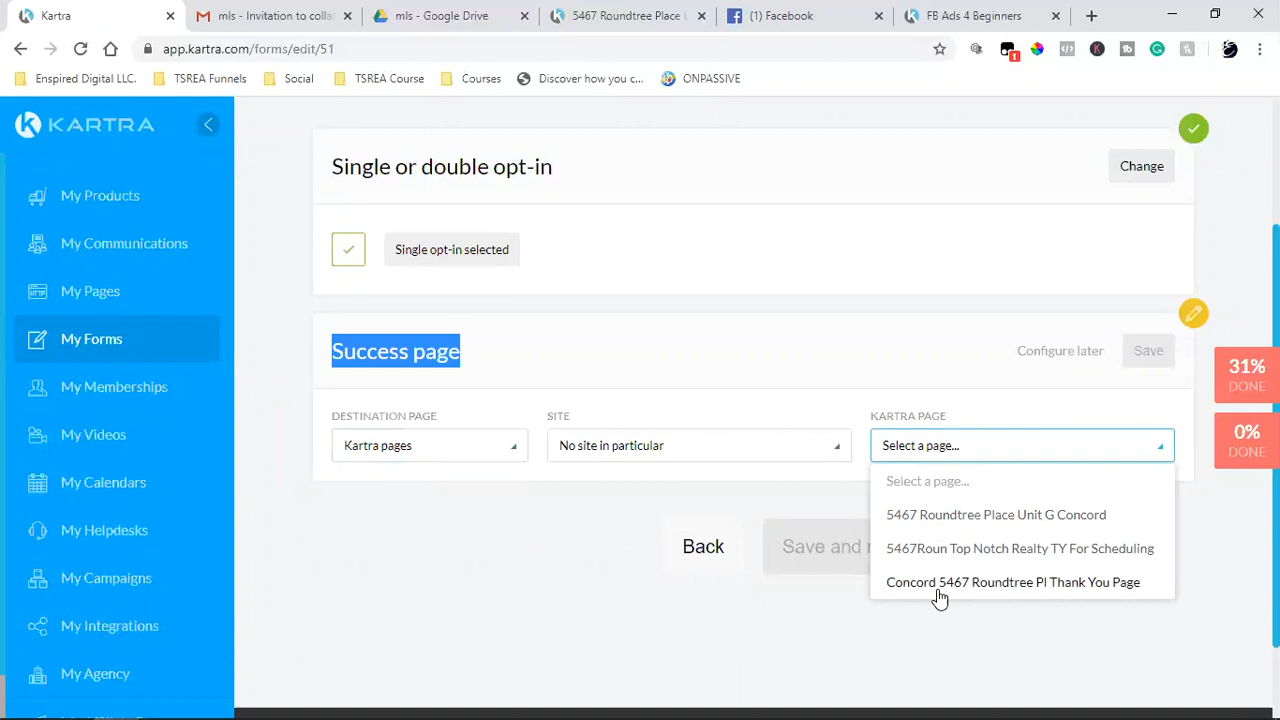 Kartra
mls - Invitation to colla
mls - Google Drive
5467 Roundtree Place U
(1) Facebook
FB Ads 4 Beginners
app.kartra.com/forms/edit/51
1
Enspired Digital LLC.
TSREA Funnels
Social
TSREA Course
Courses
Discover how you c...
ONPASSIVE
KARTRA
My Products
My Communications
My Pages
My Forms
My Memberships
My Videos
My Calendars
My Helpdesks
My Campaigns
My Integrations
My Agency
Single or double opt-in
Change
Single opt-in selected
Success page
Configure later
Save
DESTINATION PAGE
SITE
KARTRA PAGE
Kartra pages
No site in particular
Select a page...
Select a page...
5467 Roundtree Place Unit G Concord
5467Roun Top Notch Realty TY For Scheduling
Concord 5467 Roundtree Pl Thank You Page
Back
Save and
31%
DONE
0%
DONE